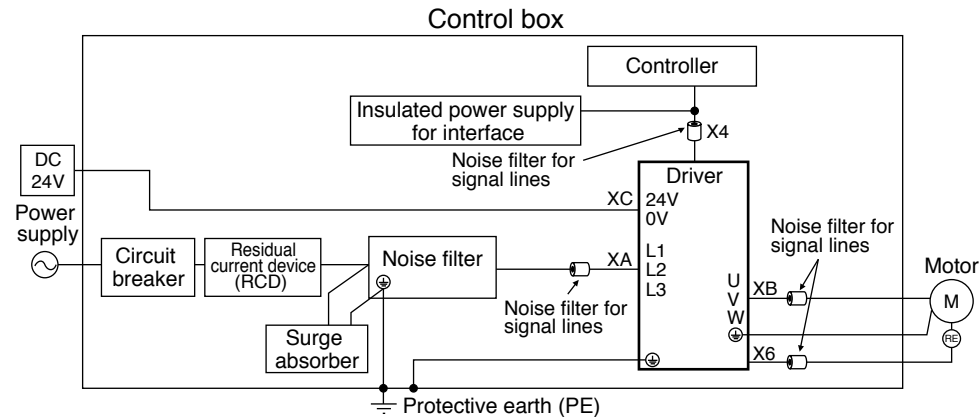 Control box
Controller
Insulated power supply
for interface
X4
Noise filter for
signal lines
DC
24V
Driver
XC
24V
0V
Power
supply
Circuit
breaker
Residual
current device
(RCD)
Noise filter
XA
L1
L2
L3
Noise filter for
signal lines
Surge
absorber
U
V
W
XB
X6
Noise filter for
signal lines
Motor
M
RE
Protective earth (PE)